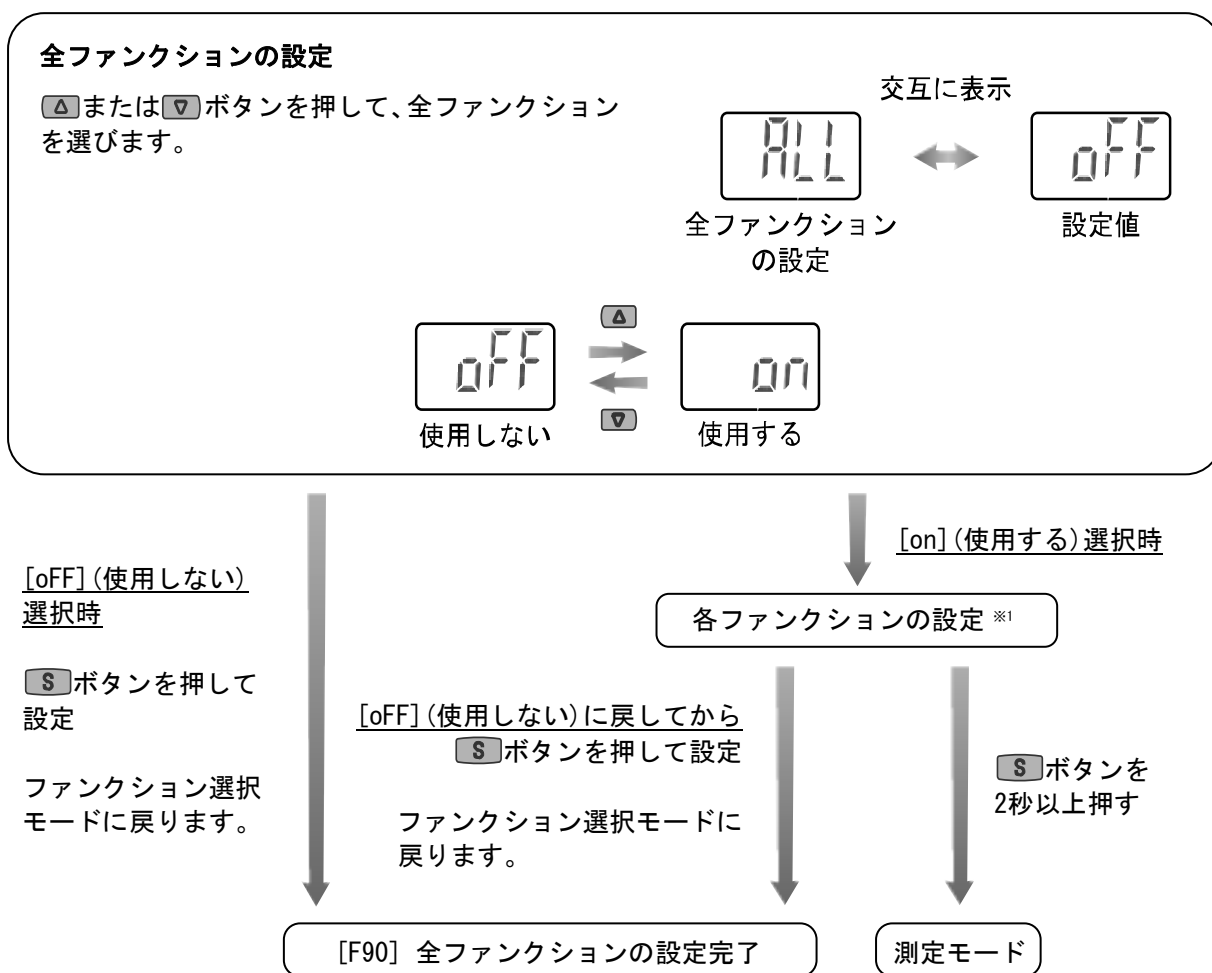 全ファンクションの設定
△または▽ボタンを押して、全ファンクション
を選びます。
交互に表示
ALL
oFF
全ファンクション
の設定
設定値
△
oFF
on
▽
使用しない
使用する
[on](使用する)選択時
[oFF](使用しない)
選択時
各ファンクションの設定 ※1
Sボタンを押して
設定
[oFF](使用しない)に戻してから
Sボタンを押して設定
Sボタンを
2秒以上押す
ファンクション選択
モードに戻ります。
ファンクション選択モードに
戻ります。
[F90] 全ファンクションの設定完了
測定モード